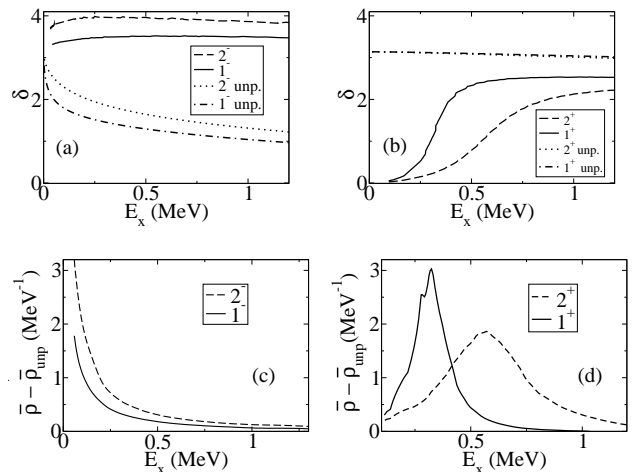 4
2
0
δ
0
0.5
1
E_x (MeV)
(a)
2⁻
1⁻
2⁻ unp.
1⁻ unp.
4
2
0
δ
0
0.5
1
E_x (MeV)
(b)
2⁺
1⁺
2⁺ unp.
1⁺ unp.
3
2
1
0
ρ̄ − ρ̄_unp (MeV⁻¹)
0
0.5
1
E_x (MeV)
(c)
2⁻
1⁻
3
2
1
0
ρ̄ − ρ̄_unp (MeV⁻¹)
0.5
1
E_x (MeV)
(d)
2⁺
1⁺